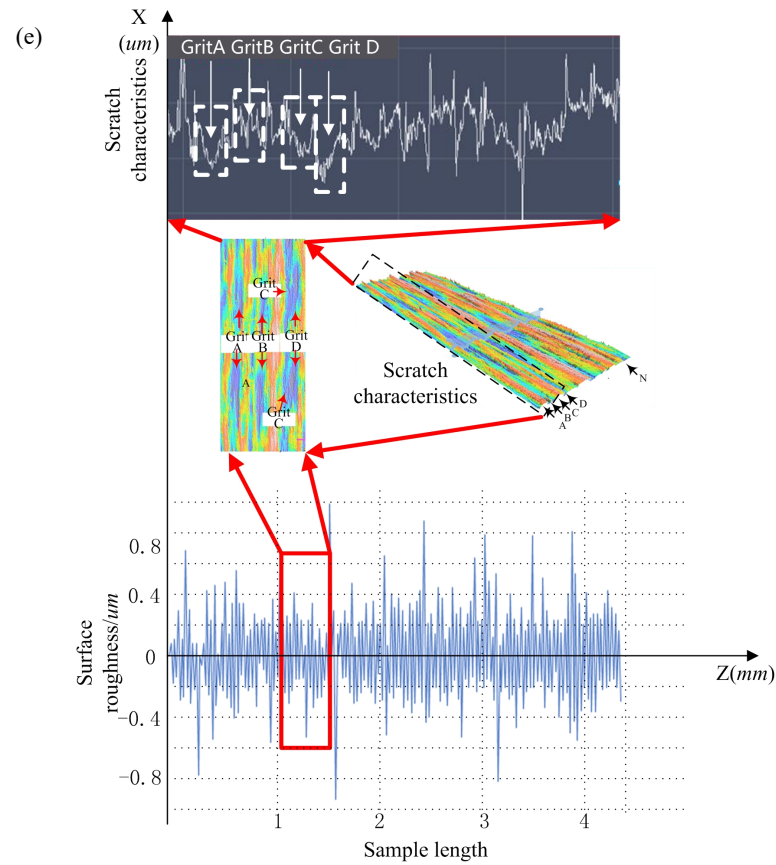 (e)
X
(um)
GritA GritB GritC Grit D
Scratch
characteristics
Grit
C
Grit
A
Grit
B
Grit
D
A
Grit
C
Scratch
characteristics
N
D
C
B
A
0.8
0.4
0
−0.4
−0.8
Surface
roughness/um
Z(mm)
1 2 3 4
Sample length